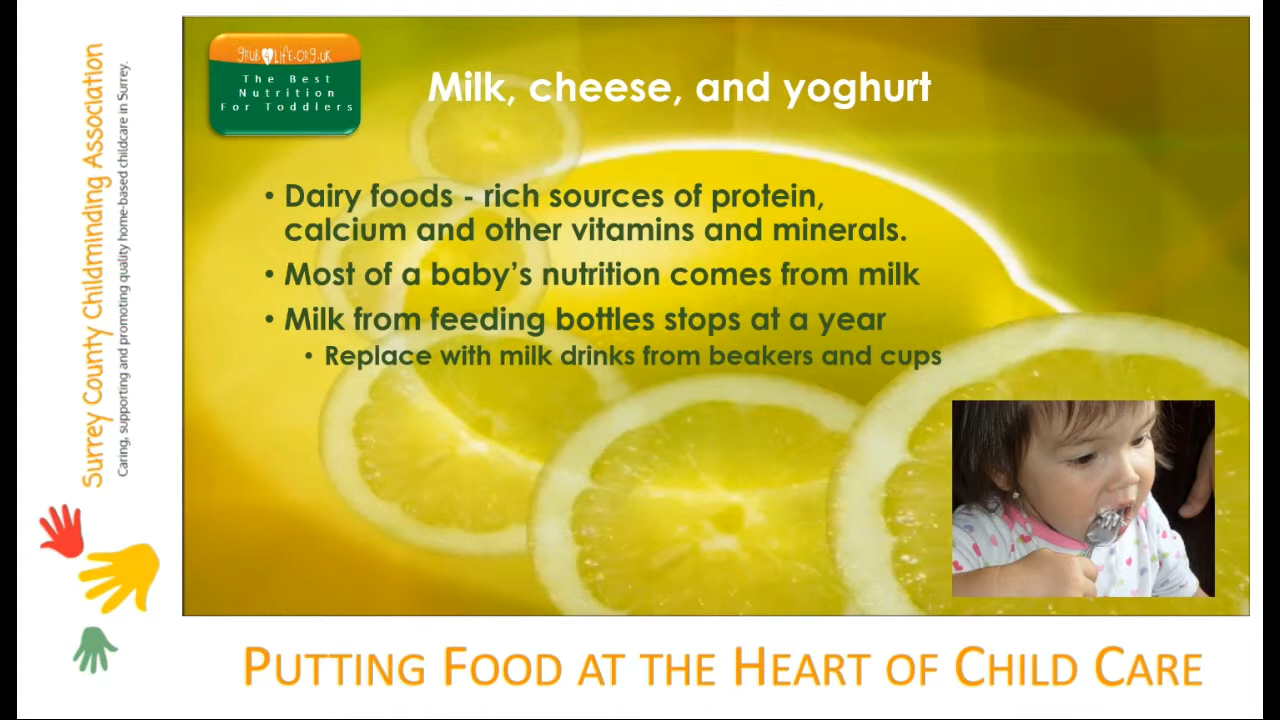 Surrey County Childminding Association
Caring, supporting and promoting quality home-based childcare in Surrey.
grub4life.org.uk
The Best
Nutrition
For Toddlers
Milk, cheese, and yoghurt
• Dairy foods - rich sources of protein,
calcium and other vitamins and minerals.
• Most of a baby’s nutrition comes from milk
• Milk from feeding bottles stops at a year
• Replace with milk drinks from beakers and cups
PUTTING FOOD AT THE HEART OF CHILD CARE